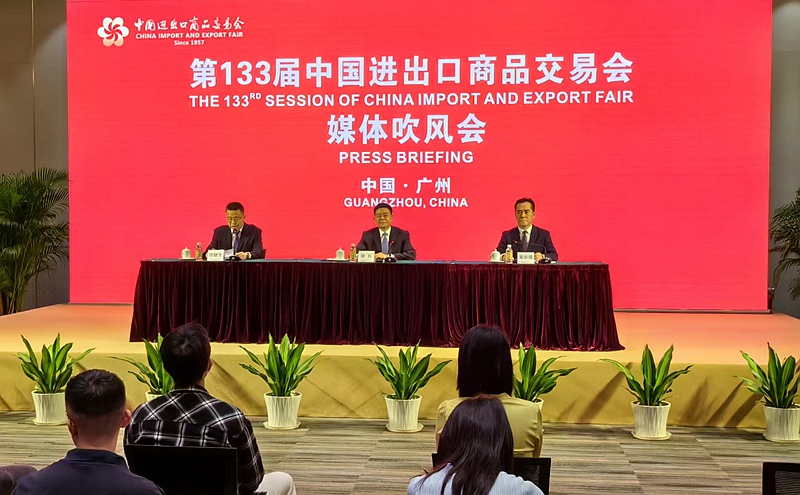 中国进出口商品交易会
CHINA IMPORT AND EXPORT FAIR
Since 1957
第133届中国进出口商品交易会
THE 133RD SESSION OF CHINA IMPORT AND EXPORT FAIR
媒体吹风会
PRESS BRIEFING
中国·广州
GUANGZHOU, CHINA